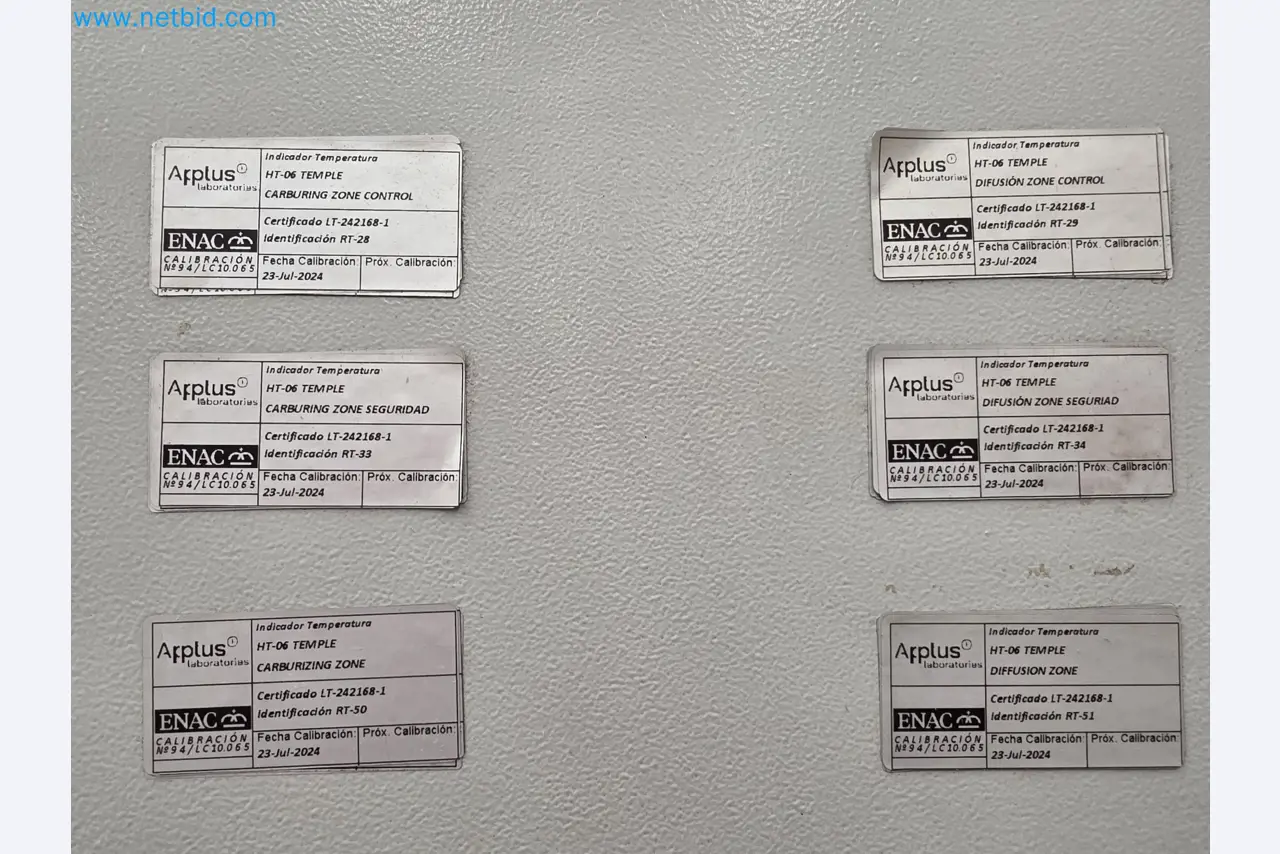 www.netbid.com
Applus
laboratories
Indicador Temperatura
HT-06 TEMPLE
CARBURING ZONE CONTROL
Certificado LT-242168-1
Identificación RT-28
ENAC
CALIBRACIÓN
Nº94/LC10.065
Fecha Calibración:
23-Jul-2024
Próx. Calibración:
Applus
laboratories
Indicador Temperatura
HT-06 TEMPLE
DIFUSIÓN ZONE CONTROL
Certificado LT-242168-1
Identificación RT-29
ENAC
CALIBRACIÓN
Nº94/LC10.065
Fecha Calibración:
23-Jul-2024
Próx. Calibración:
Applus
laboratories
Indicador Temperatura
HT-06 TEMPLE
CARBURING ZONE SEGURIDAD
Certificado LT-242168-1
Identificación RT-33
ENAC
CALIBRACIÓN
Nº94/LC10.065
Fecha Calibración:
23-Jul-2024
Próx. Calibración:
Applus
laboratories
Indicador Temperatura
HT-06 TEMPLE
DIFUSIÓN ZONE SEGURIAD
Certificado LT-242168-1
Identificación RT-34
ENAC
CALIBRACIÓN
Nº94/LC10.065
Fecha Calibración:
23-Jul-2024
Próx. Calibración:
Applus
laboratories
Indicador Temperatura
HT-06 TEMPLE
CARBURIZING ZONE
Certificado LT-242168-1
Identificación RT-50
ENAC
CALIBRACIÓN
Nº94/LC10.065
Fecha Calibración:
23-Jul-2024
Próx. Calibración:
Applus
laboratories
Indicador Temperatura
HT-06 TEMPLE
DIFFUSION ZONE
Certificado LT-242168-1
Identificación RT-51
ENAC
CALIBRACIÓN
Nº94/LC10.065
Fecha Calibración:
23-Jul-2024
Próx. Calibración: